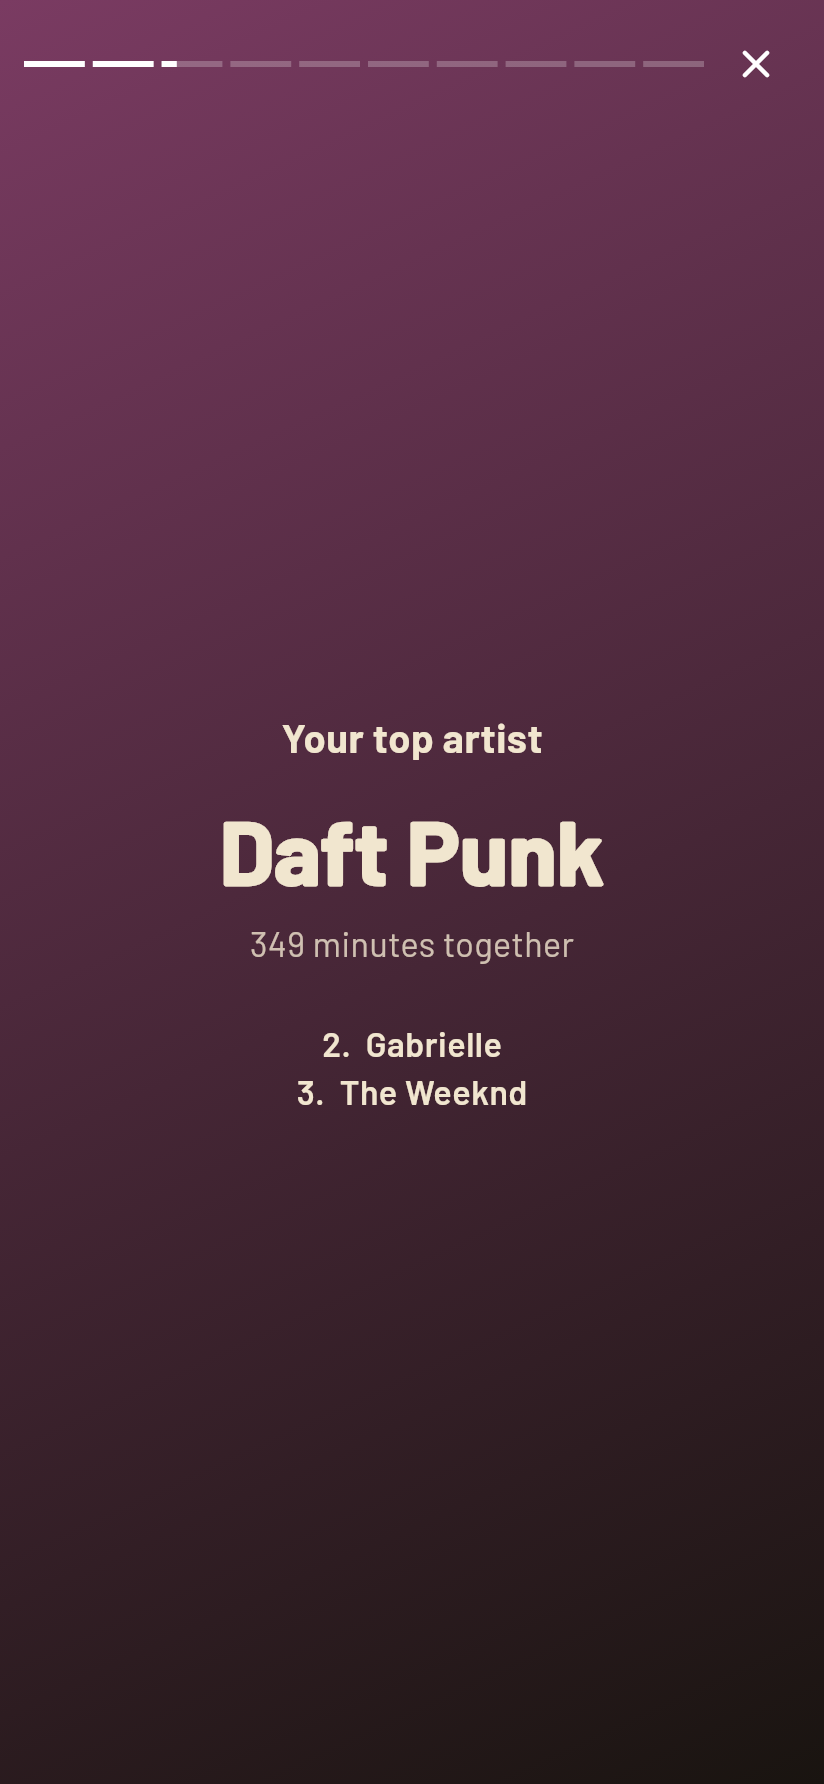 Your top artist
Daft Punk
349 minutes together
2. Gabrielle
3. The Weeknd